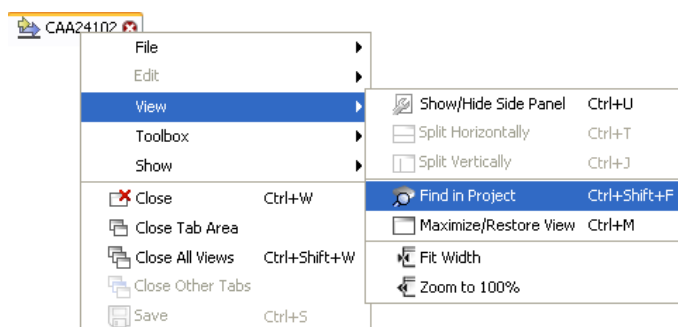 CAA24102
File
Edit
View
Toolbox
Show
Close Ctrl+W
Close Tab Area
Close All Views Ctrl+Shift+W
Close Other Tabs
Save Ctrl+S
Show/Hide Side Panel Ctrl+U
Split Horizontally Ctrl+T
Split Vertically Ctrl+J
Find in Project Ctrl+Shift+F
Maximize/Restore View Ctrl+M
Fit Width
Zoom to 100%